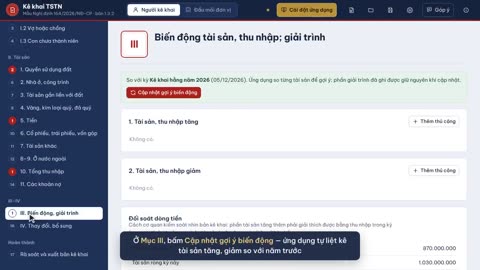 Kê khai TSTN
Mẫu Nghị định 164/2026/NĐ-CP · bản 1.0.3
Người kê khai
Đầu mối đơn vị
Cài đặt ứng dụng
Góp ý
I.2 Vợ hoặc chồng
I.3 Con chưa thành niên
II. Tài sản
1. Quyền sử dụng đất
2. Nhà ở, công trình
3. Tài sản gắn liền với đất
4. Vàng, kim loại quý, đá quý
5. Tiền
6. Cổ phiếu, trái phiếu, vốn góp
7. Tài sản khác
8–9. Ở nước ngoài
10. Tổng thu nhập
11. Các khoản nợ
III–IV
III. Biến động, giải trình
IV. Thay đổi, bổ sung
Hoàn thành
17 Rà soát và xuất bản kê khai
III
Biến động tài sản, thu nhập; giải trình
So với kỳ Kê khai hằng năm 2026 (05/12/2026). Ứng dụng so từng tài sản để gợi ý; phần giải trình đã ghi được giữ nguyên khi cập nhật.
Cập nhật gợi ý biến động
1. Tài sản, thu nhập tăng
+ Thêm thủ công
Không có.
2. Tài sản, thu nhập giảm
+ Thêm thủ công
Không có.
Đối soát dòng tiền
970.000.000
Tài sản ròng kỳ này
1.030.000.000
Ở Mục III, bấm Cập nhật gợi ý biến động — ứng dụng tự liệt kê
tài sản tăng, giảm so với năm trước